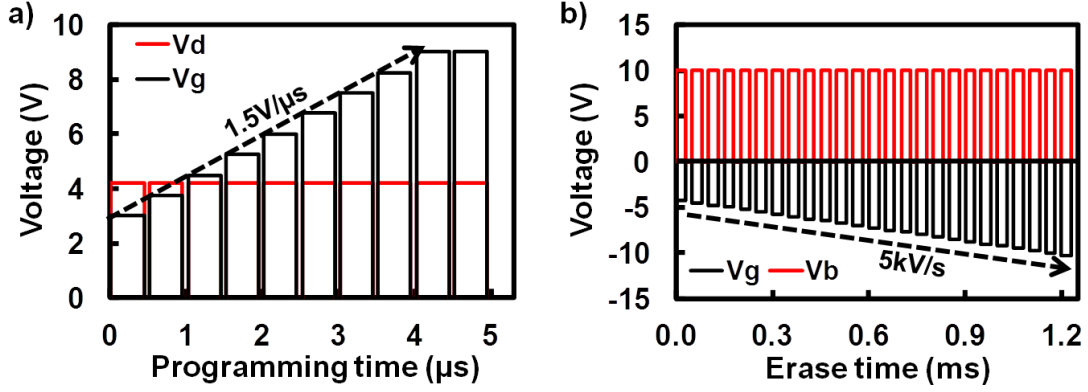 a)
Voltage (V)
10
8
6
4
2
0
Vd
Vg
1.5V/µs
0 1 2 3 4 5
Programming time (µs)
b)
Voltage (V)
15
10
5
0
-5
-10
-15
5kV/s
Vg Vb
0.0 0.3 0.6 0.9 1.2
Erase time (ms)